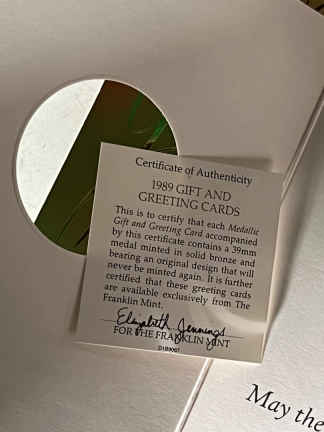 Certificate of Authenticity
1989 GIFT AND
GREETING CARDS
This is to certify that each Medallic
Gift and Greeting Card accompanied
by this certificate contains a 39mm
medal minted in solid bronze and
bearing an original design that will
never be minted again. It is further
certified that these greeting cards
are available exclusively from The
Franklin Mint.
Elizabeth Jennings
FOR THE FRANKLIN MINT
May the